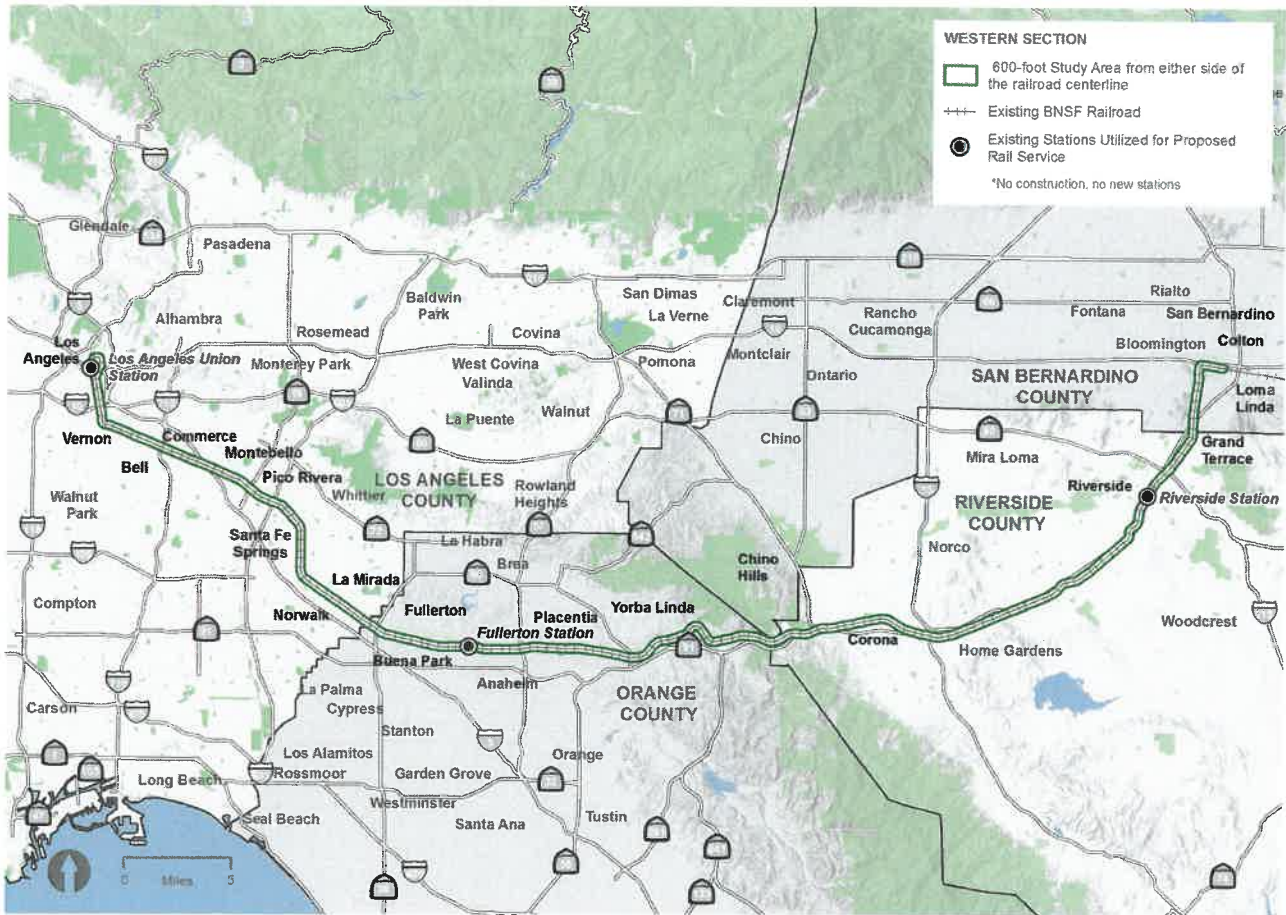 WESTERN SECTION
600-foot Study Area from either side of
the railroad centerline
Existing BNSF Railroad
Existing Stations Utilized for Proposed
Rail Service
*No construction, no new stations
Glendale
Pasadena
Baldwin
Park
San Dimas
La Verne
Claremont
Rancho
Cucamonga
Rialto
Fontana
San Bernardino
Alhambra
Rosemead
Covina
Los
Angeles
Los Angeles Union
Station
Monterey Park
West Covina
Valinda
Pomona
Montclair
Bloomington
Colton
Ontario
SAN BERNARDINO
COUNTY
Loma
Linda
La Puente
Walnut
Vernon
Commerce
Montebello
Bell
Pico Rivera
Chino
Mira Loma
Grand
Terrace
LOS ANGELES
COUNTY
Whittier
Rowland
Heights
Riverside
Riverside Station
RIVERSIDE
COUNTY
Walnut
Park
Santa Fe
Springs
La Habra
Brea
Chino
Hills
Norco
La Mirada
Compton
Norwalk
Fullerton
Placentia
Yorba Linda
Fullerton Station
Corona
Woodcrest
Home Gardens
Buena Park
Anaheim
La Palma
Cypress
ORANGE
COUNTY
Carson
Stanton
Los Alamitos
Rossmoor
Orange
Long Beach
Garden Grove
Westminster
Seal Beach
Santa Ana
Tustin
Miles
5